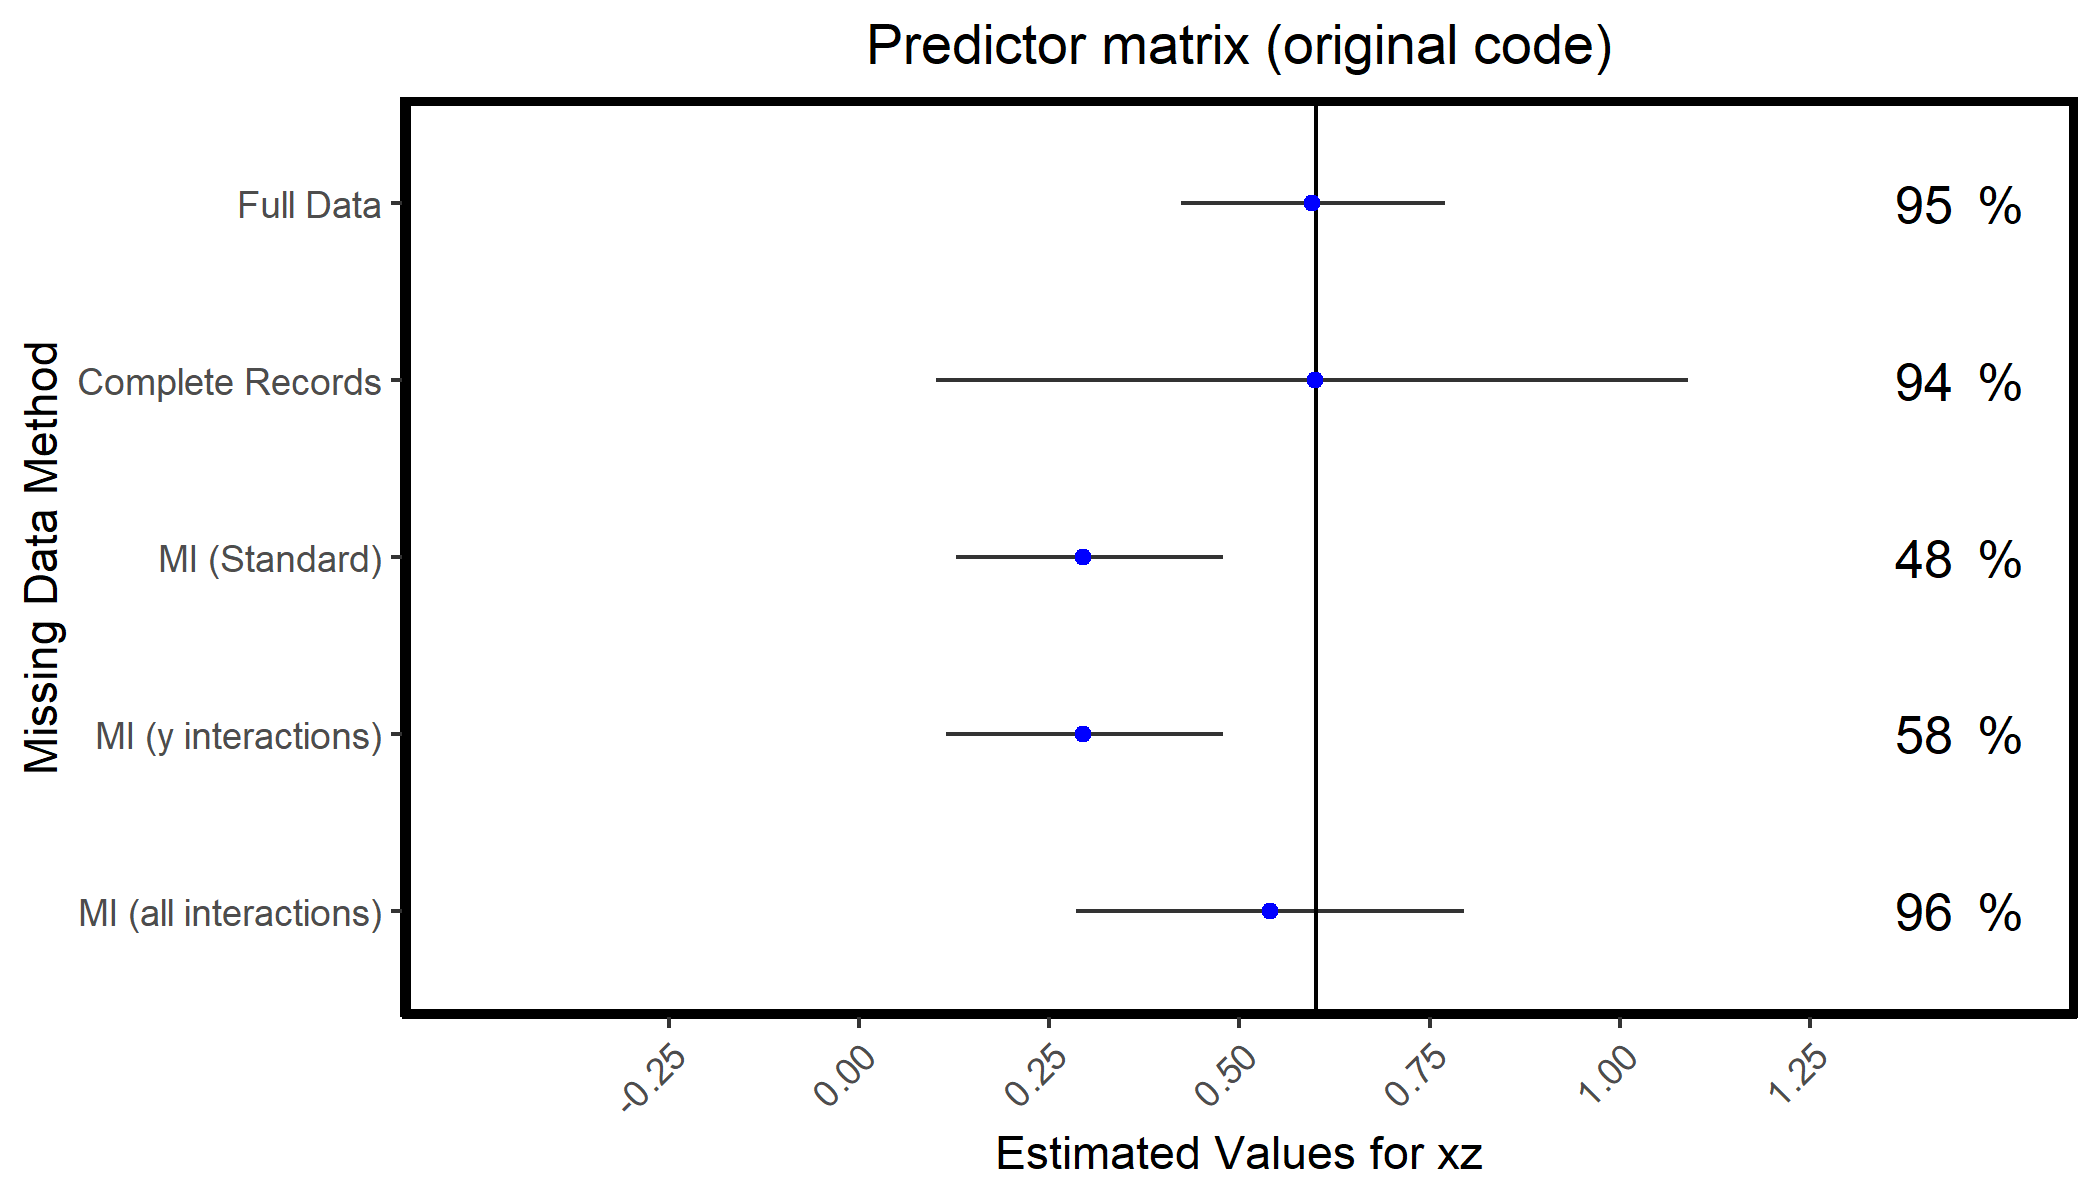 Predictor matrix (original code)
Missing Data Method
Full Data
95 %
Complete Records
94 %
MI (Standard)
48 %
MI (y interactions)
58 %
MI (all interactions)
96 %
-0.25
0.00
0.25
0.50
0.75
1.00
1.25
Estimated Values for xz